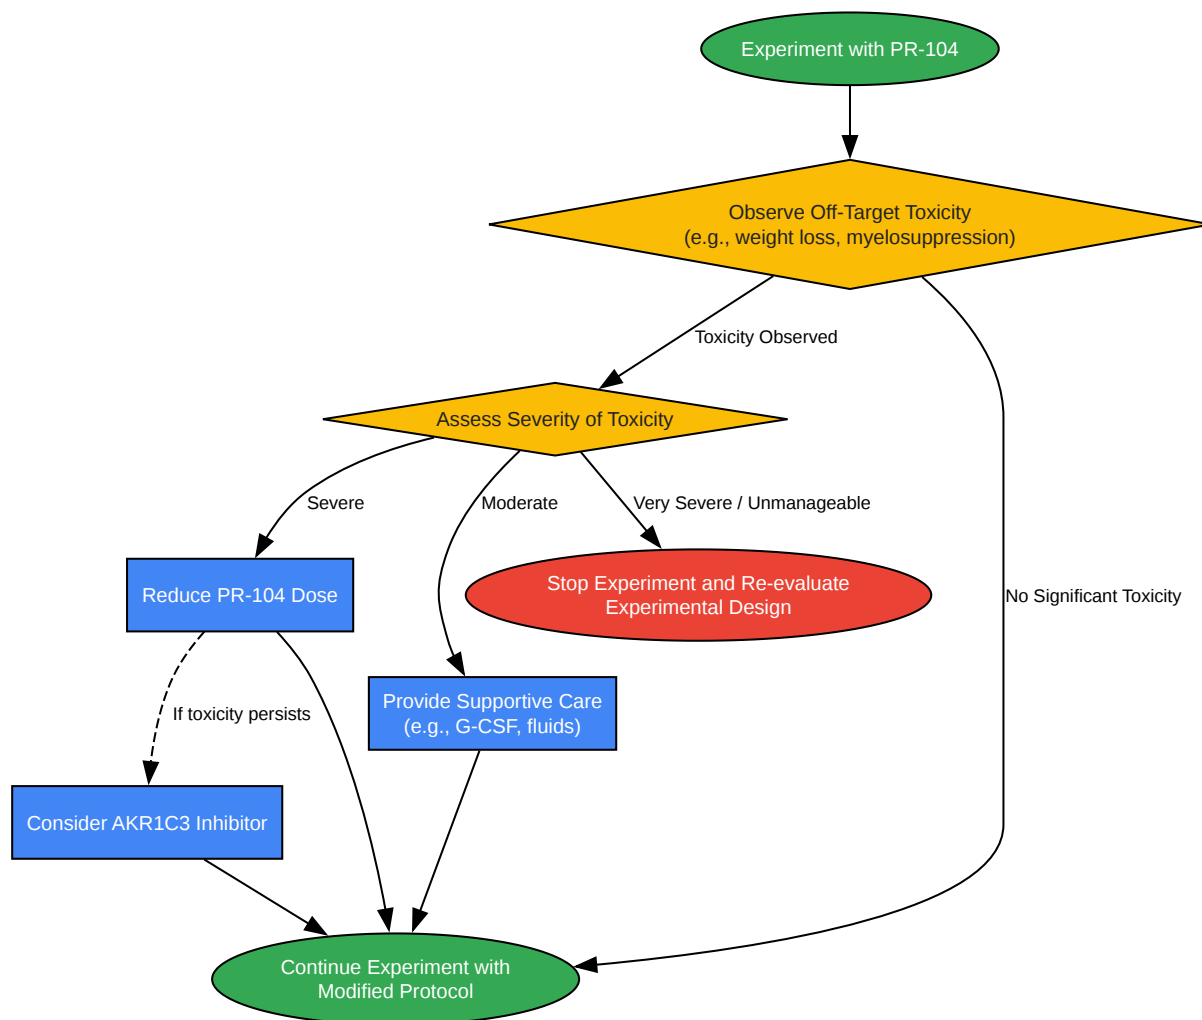 Experiment with PR-104
Observe Off-Target Toxicity
(e.g., weight loss, myelosuppression)
Toxicity Observed
Assess Severity of Toxicity
Severe
Moderate
Very Severe / Unmanageable
Stop Experiment and Re-evaluate
Experimental Design
Reduce PR-104 Dose
No Significant Toxicity
Provide Supportive Care
(e.g., G-CSF, fluids)
If toxicity persists
Consider AKR1C3 Inhibitor
Continue Experiment with
Modified Protocol